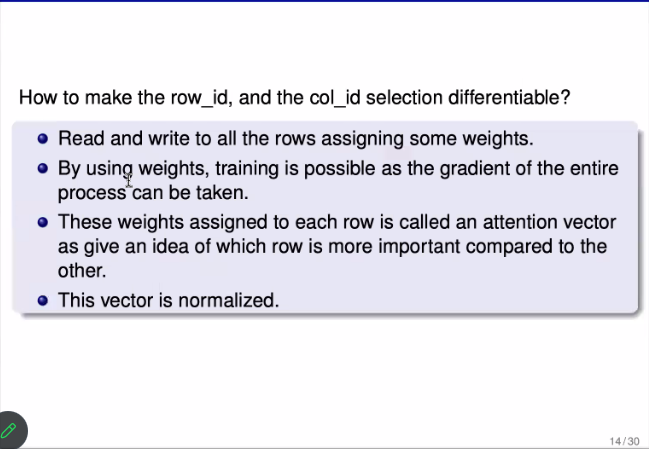 How to make the row_id, and the col_id selection differentiable?
Read and write to all the rows assigning some weights.
By using weights, training is possible as the gradient of the entire
process can be taken.
These weights assigned to each row is called an attention vector
as give an idea of which row is more important compared to the
other.
This vector is normalized.
14/30